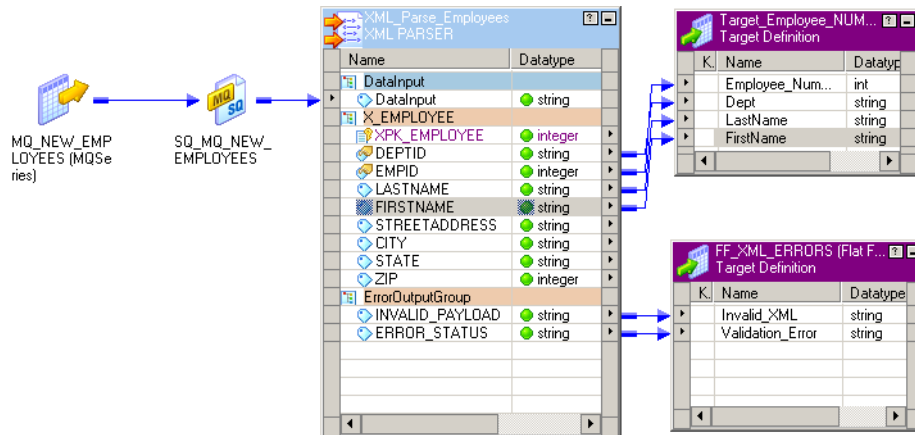 MQ_NEW_EMP
LOYEES (MQSe
ries)
MQ
SQ
SQ_MQ_NEW_
EMPLOYEES
XML_Parse_Employees
XML PARSER
Name Datatype
DataInput
DataInput string
X_EMPLOYEE
XPK_EMPLOYEE integer
DEPTID string
EMPID integer
LASTNAME string
FIRSTNAME string
STREETADDRESS string
CITY string
STATE string
ZIP integer
ErrorOutputGroup
INVALID_PAYLOAD string
ERROR_STATUS string
Target_Employee_NUM...
Target Definition
K. Name Datatyp
Employee_Num... int
Dept string
LastName string
FirstName string
FF_XML_ERRORS (Flat F...
Target Definition
K. Name Datatype
Invalid_XML string
Validation_Error string